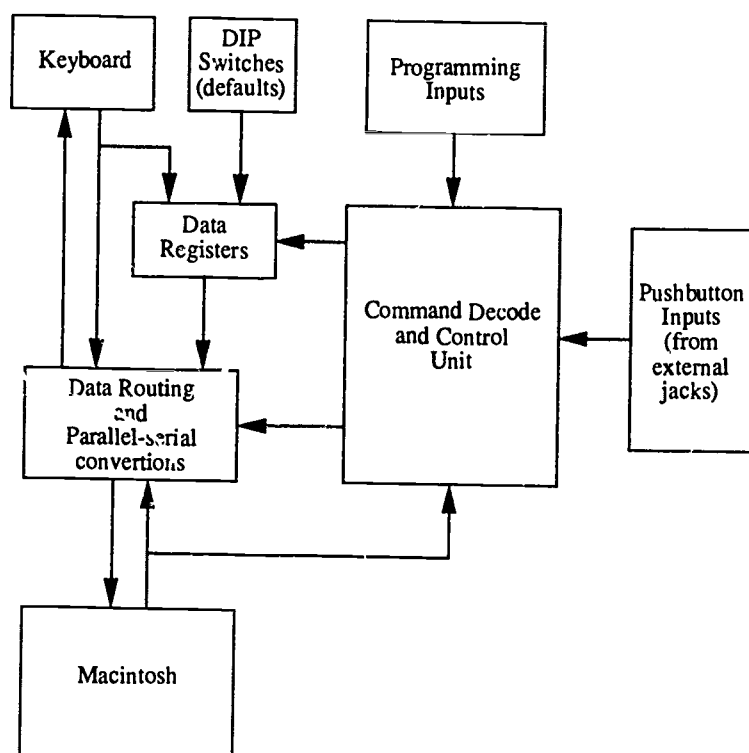 Keyboard
DIP
Switches
(defaults)
Programming
Inputs
Data
Registers
Command Decode
and Control
Unit
Pushbutton
Inputs
(from
external
jacks)
Data Routing
and
Parallel-serial
convertions
Macintosh